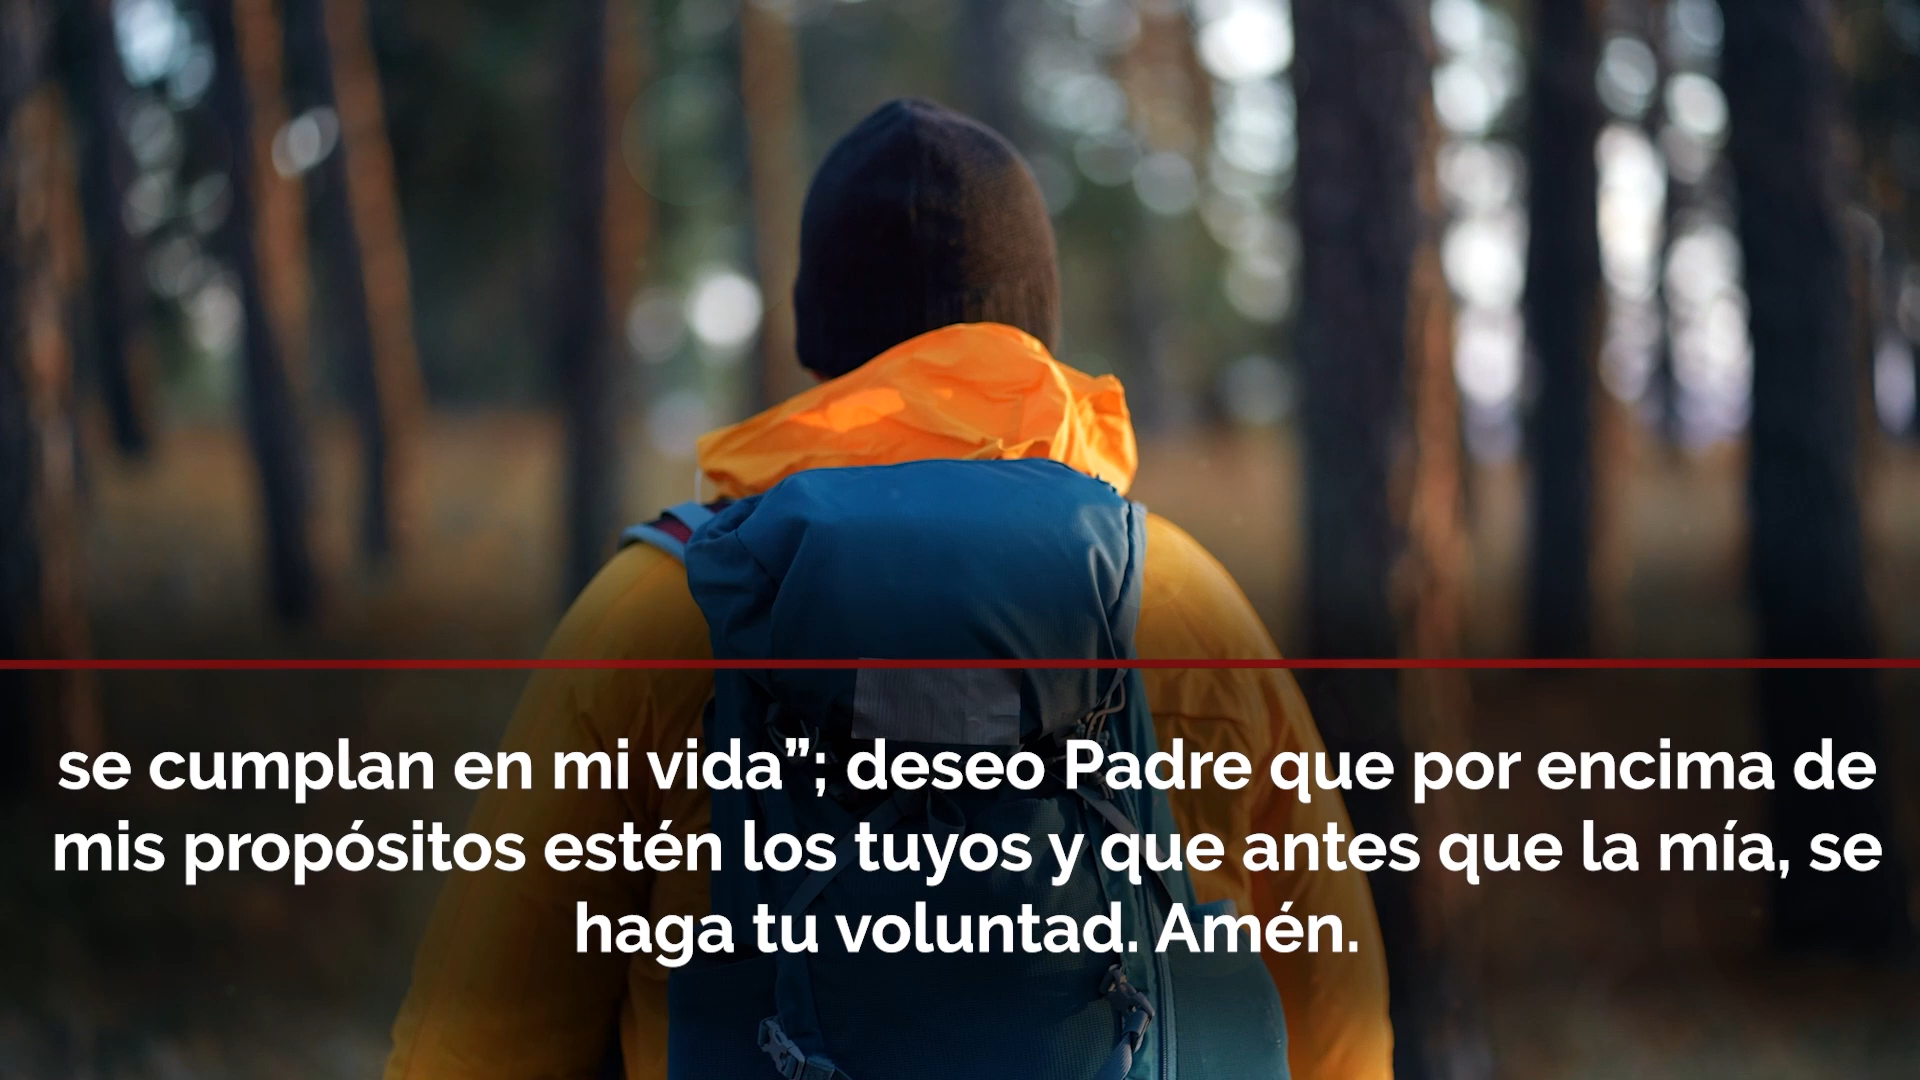 se cumplan en mi vida”; deseo Padre que por encima de
mis propósitos estén los tuyos y que antes que la mía, se
haga tu voluntad. Amén.